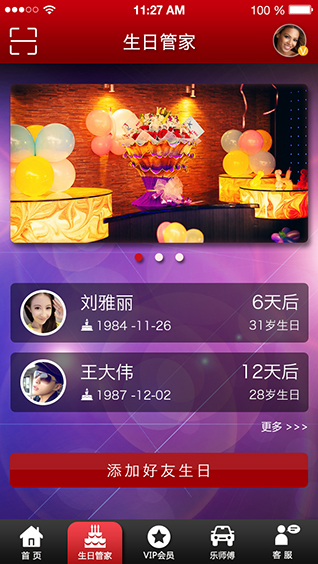 11:27 AM
100 %
生日管家
V
刘雅丽
6天后
1984 -11-26
31岁生日
王大伟
12天后
1987 -12-02
28岁生日
更多 >>>
添加好友生日
首 页
生日管家
VIP会员
乐师傅
客 服